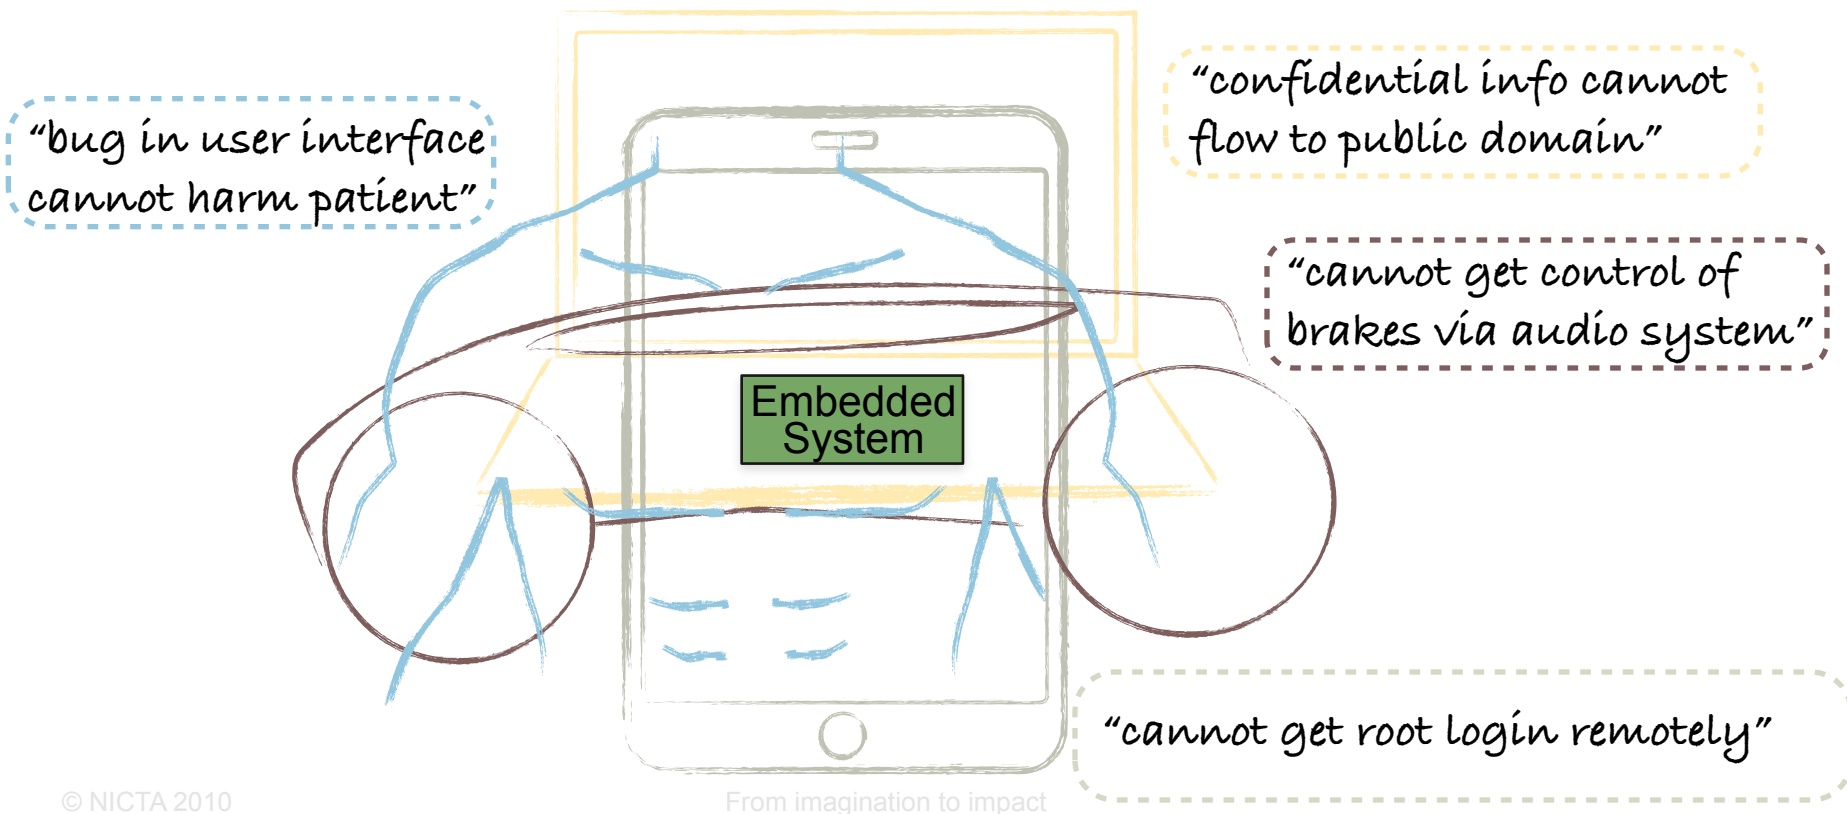 “confidential info cannot
flow to public domain”
“bug in user interface
cannot harm patient”
“cannot get control of
brakes via audio system”
Embedded
System
“cannot get root login remotely”
© NICTA 2010
From imagination to impact